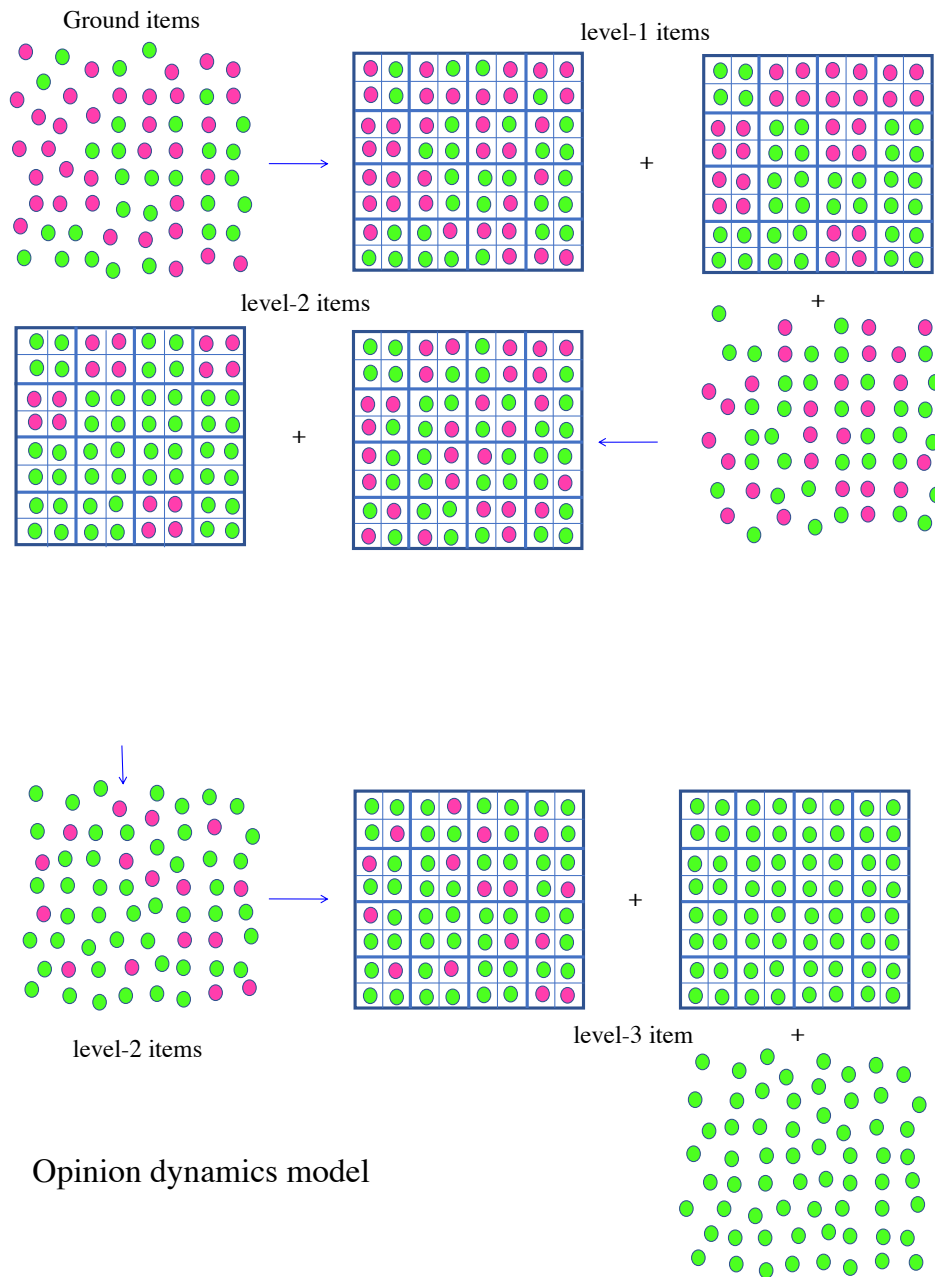 Ground items
level-1 items
+
+
level-2 items
+
+
level-2 items
level-3 item
+
Opinion dynamics model